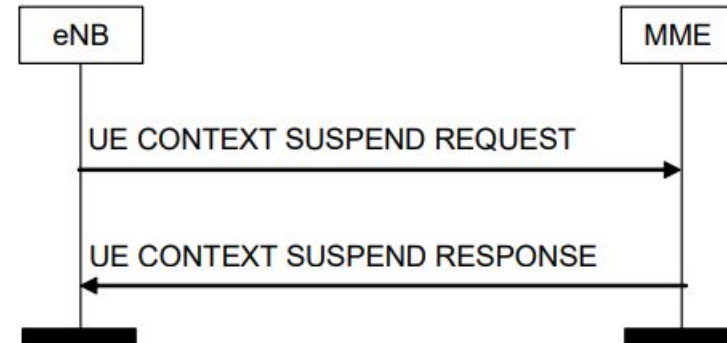 eNB
MME
UE CONTEXT SUSPEND REQUEST
UE CONTEXT SUSPEND RESPONSE